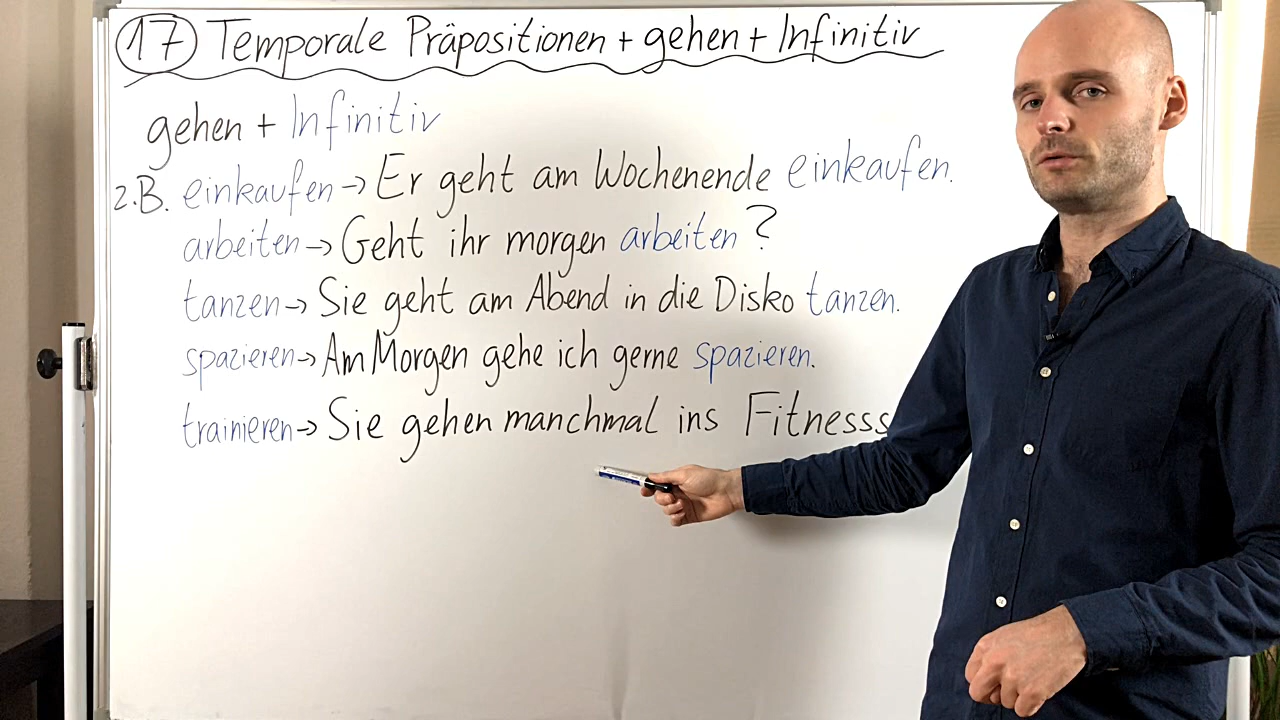 17 Temporale Präpositionen + gehen + Infinitiv
gehen + Infinitiv
z.B. einkaufen → Er geht am Wochenende einkaufen.
arbeiten → Geht ihr morgen arbeiten?
tanzen → Sie geht am Abend in die Disko tanzen.
spazieren → Am Morgen gehe ich gerne spazieren.
trainieren → Sie gehen manchmal ins Fitnesss